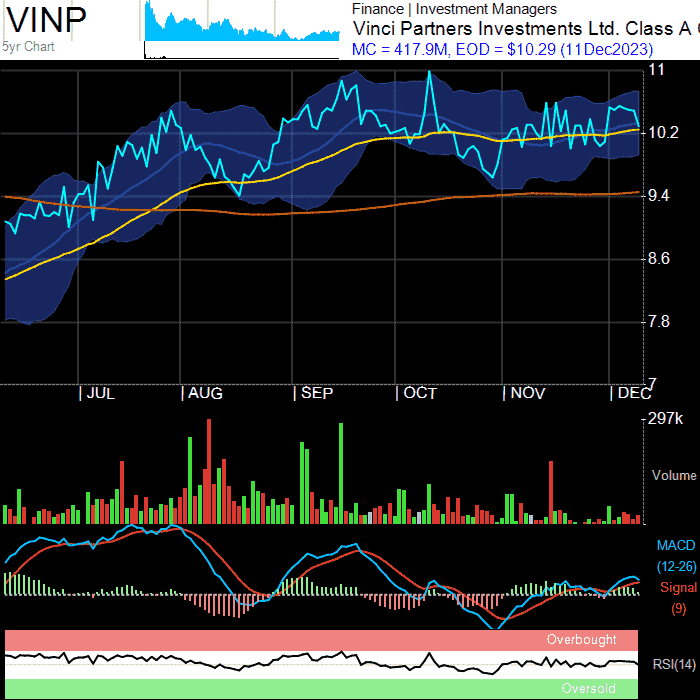 VINP
5yr Chart
Finance | Investment Managers
Vinci Partners Investments Ltd. Class A
MC = 417.9M, EOD = $10.29 (11Dec2023)
11
10.2
9.4
8.6
7.8
7
| JUL
| AUG
| SEP
| OCT
| NOV
| DEC
297k
Volume
MACD
(12-26)
Signal
(9)
Overbought
RSI(14)
Oversold